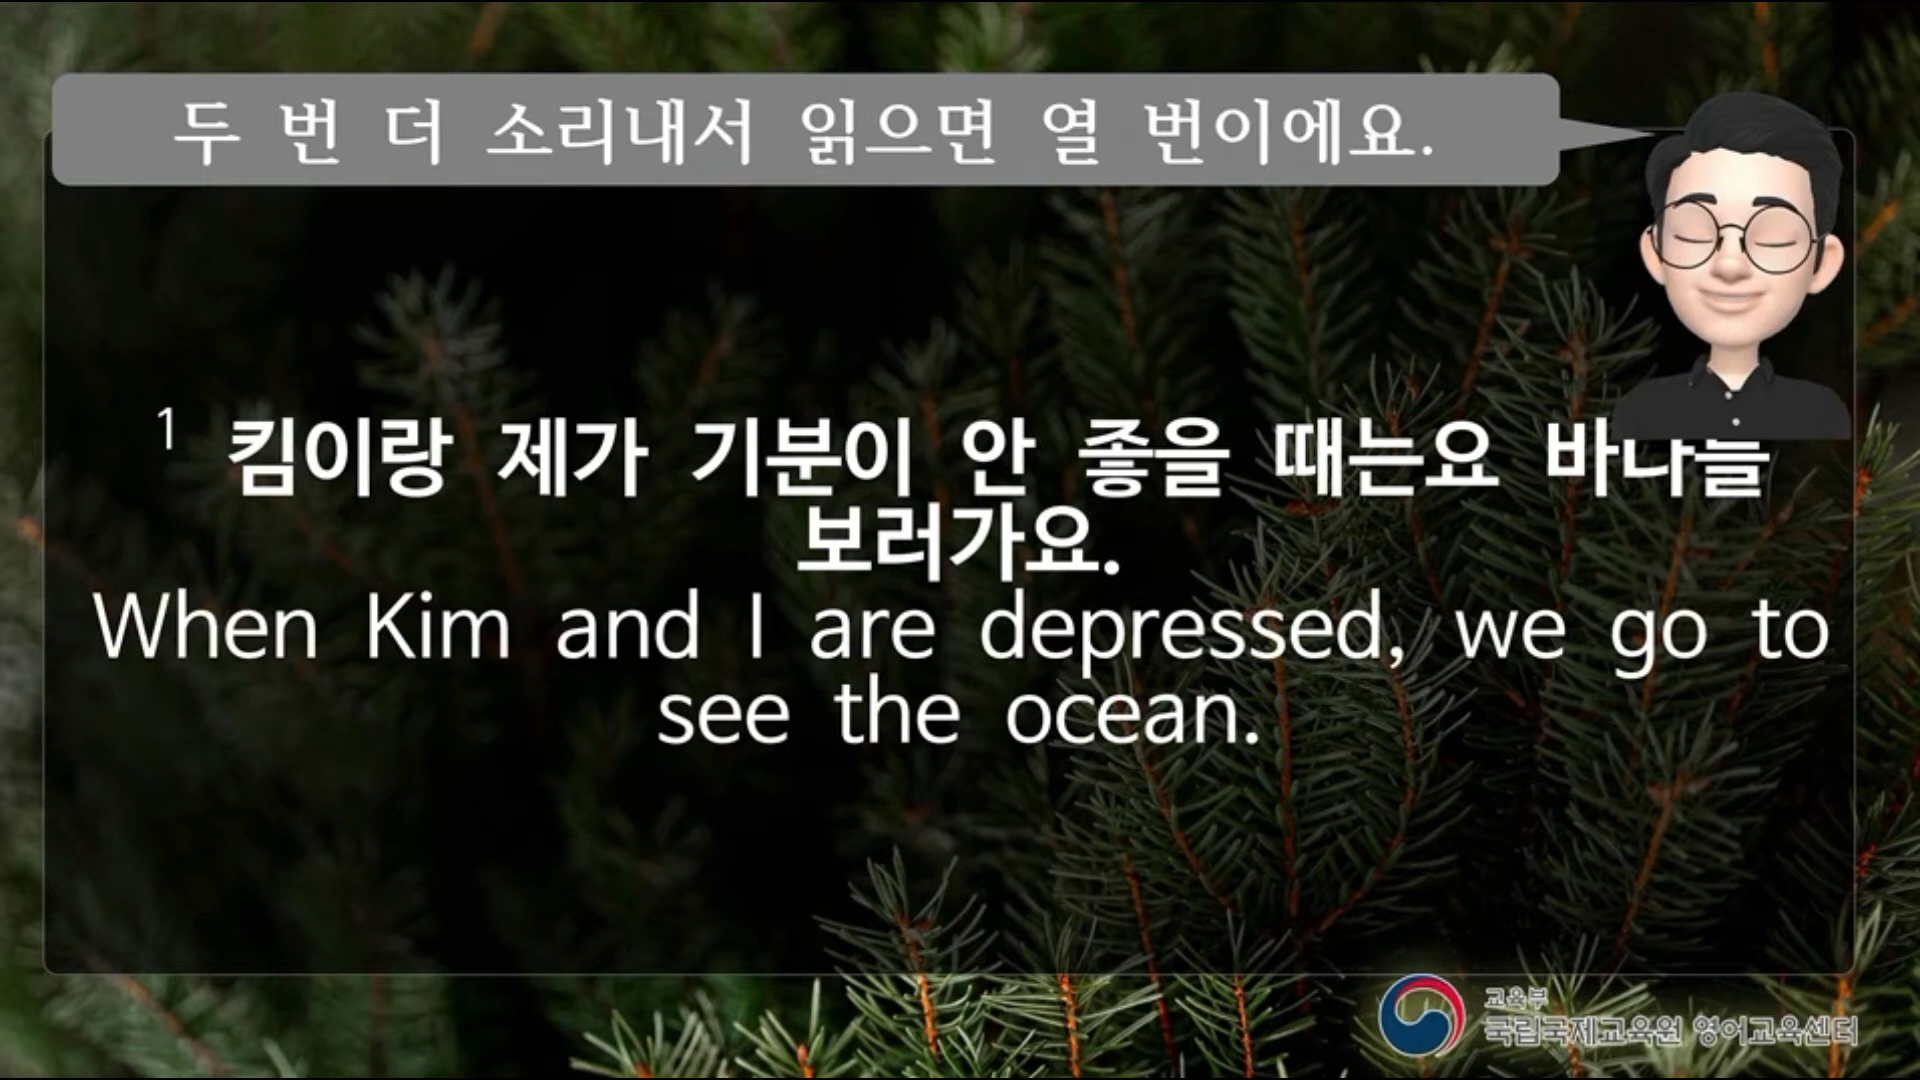 두 번 더 소리내서 읽으면 열 번이에요.
1 킴이랑 제가 기분이 안 좋을 때는요 바다를
보러가요.
When Kim and I are depressed, we go to
see the ocean.
교육부
국립국제교육원 영어교육센터